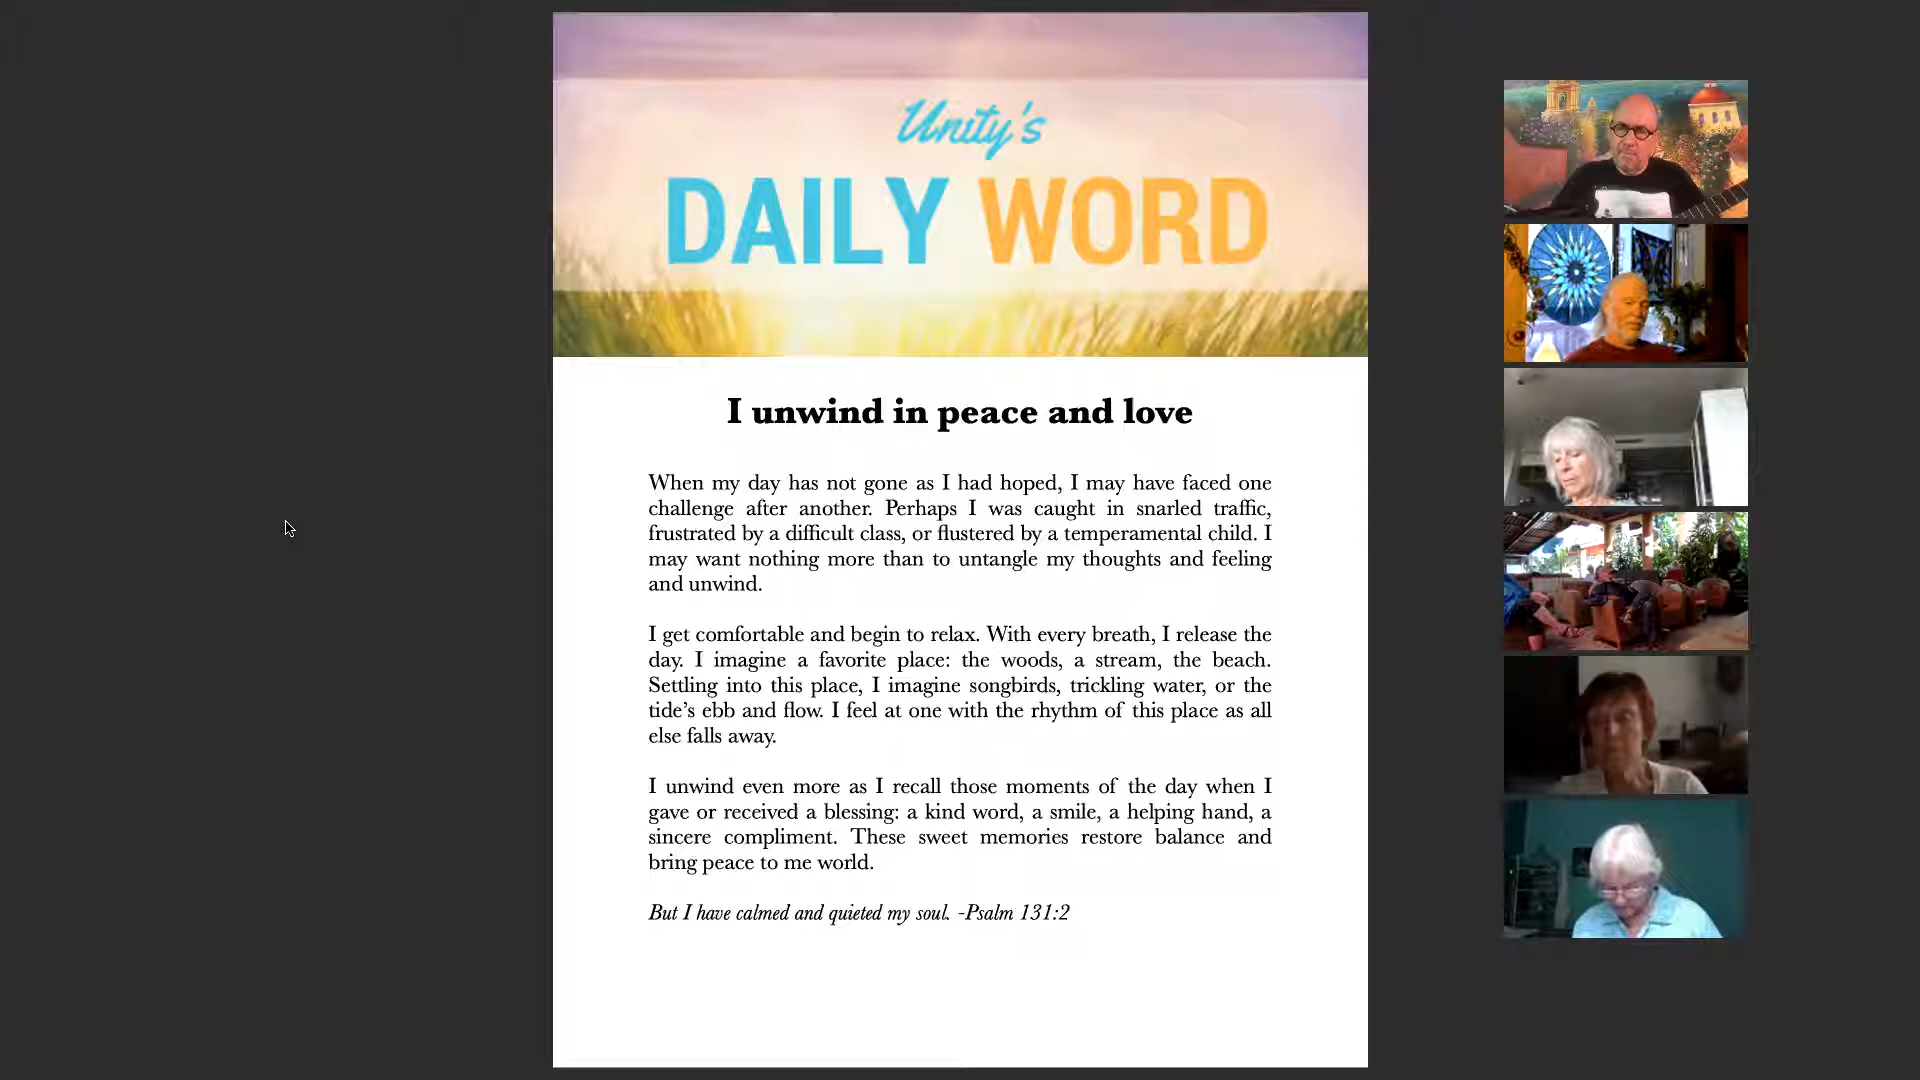 Unity's
DAILY WORD
I unwind in peace and love
When my day has not gone as I had hoped, I may have faced one
challenge after another. Perhaps I was caught in snarled traffic,
frustrated by a difficult class, or flustered by a temperamental child. I
may want nothing more than to untangle my thoughts and feeling
and unwind.
I get comfortable and begin to relax. With every breath, I release the
day. I imagine a favorite place: the woods, a stream, the beach.
Settling into this place, I imagine songbirds, trickling water, or the
tide’s ebb and flow. I feel at one with the rhythm of this place as all
else falls away.
I unwind even more as I recall those moments of the day when I
gave or received a blessing: a kind word, a smile, a helping hand, a
sincere compliment. These sweet memories restore balance and
bring peace to me world.
But I have calmed and quieted my soul. -Psalm 131:2